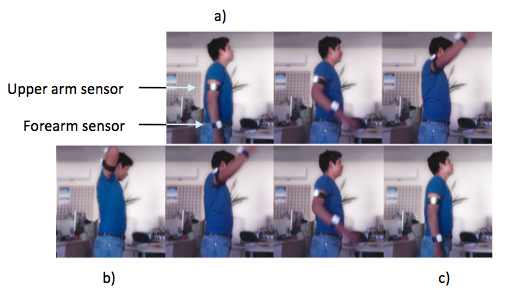 a)
Upper arm sensor
Forearm sensor
b)
c)